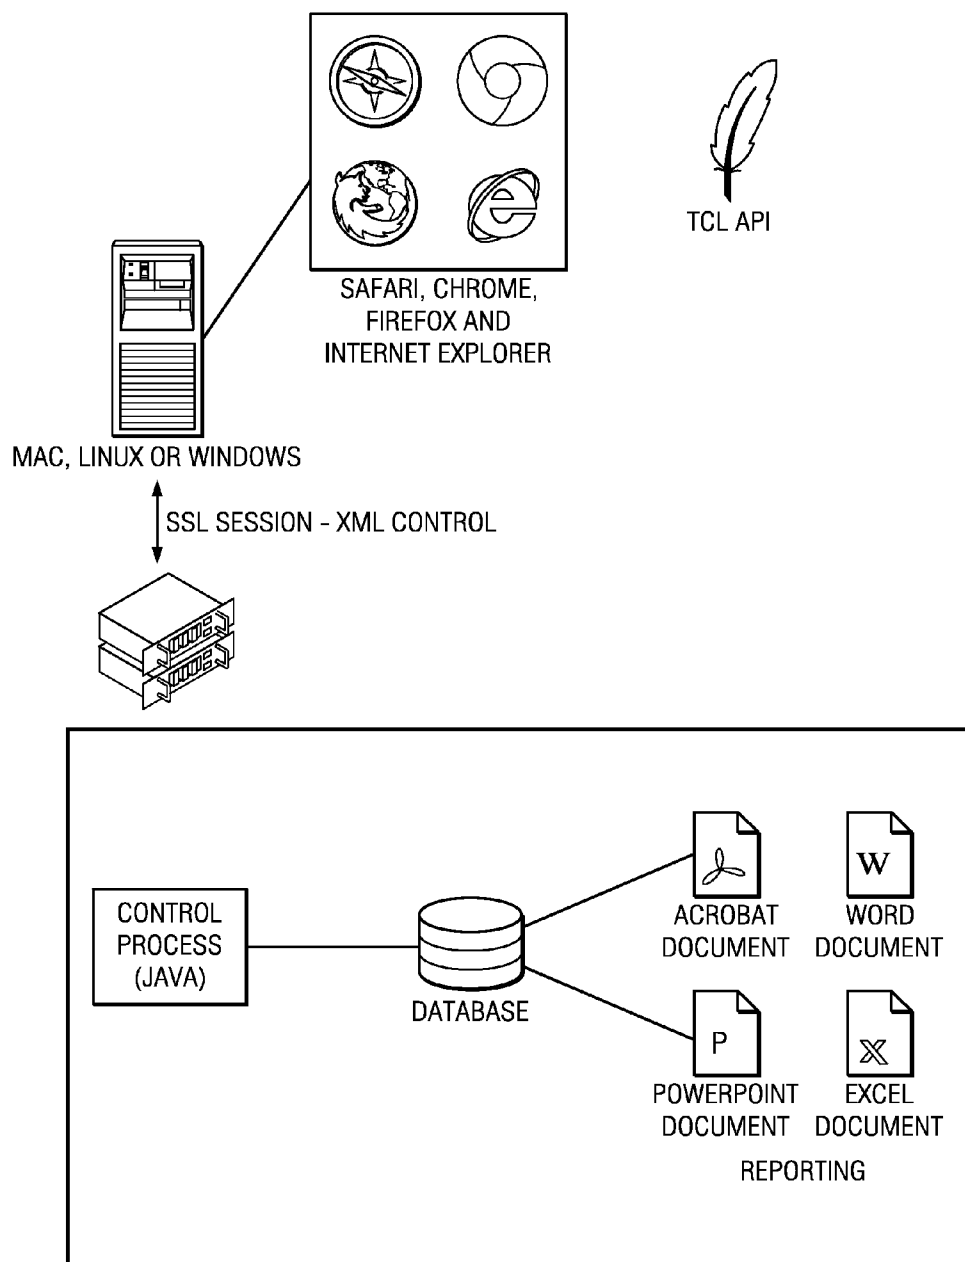 e
TCL API
SAFARI, CHROME,
FIREFOX AND
INTERNET EXPLORER
MAC, LINUX OR WINDOWS
SSL SESSION - XML CONTROL
CONTROL
PROCESS
(JAVA)
DATABASE
ACROBAT
DOCUMENT
W
WORD
DOCUMENT
P
POWERPOINT
DOCUMENT
X
EXCEL
DOCUMENT
REPORTING